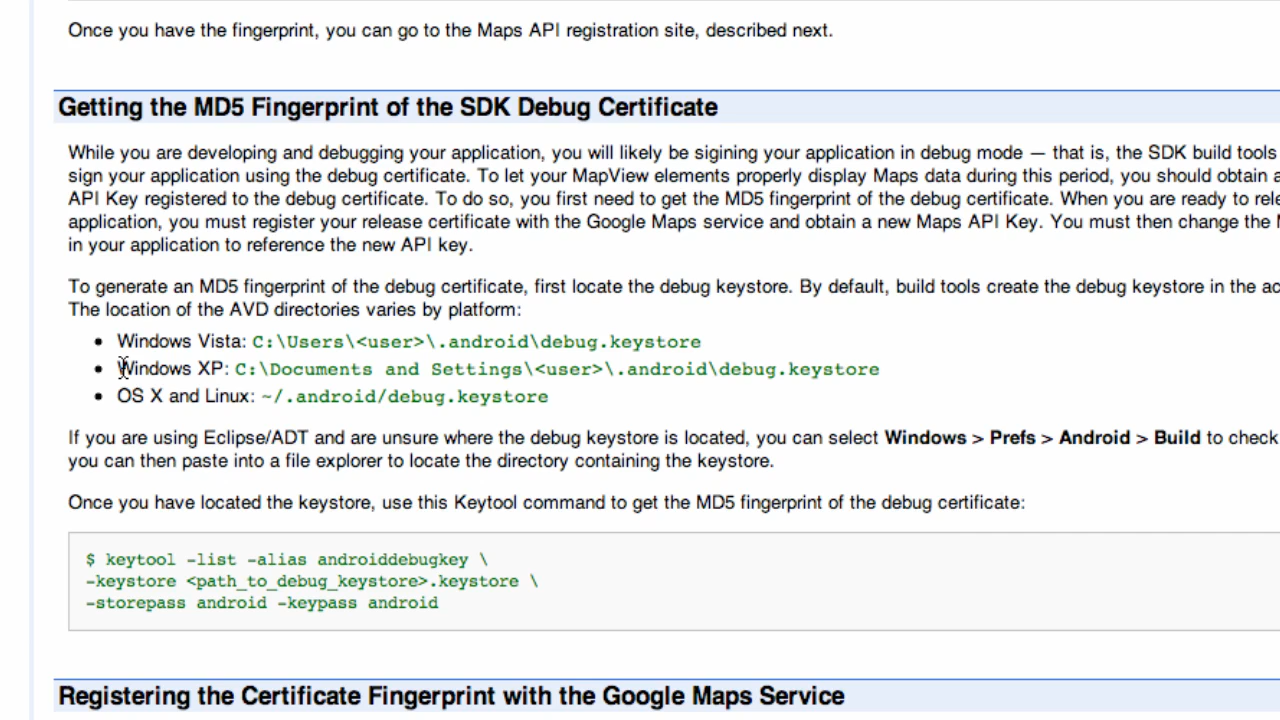 Once you have the fingerprint, you can go to the Maps API registration site, described next.
Getting the MD5 Fingerprint of the SDK Debug Certificate
While you are developing and debugging your application, you will likely be sigining your application in debug mode — that is, the SDK build tools
sign your application using the debug certificate. To let your MapView elements properly display Maps data during this period, you should obtain a
API Key registered to the debug certificate. To do so, you first need to get the MD5 fingerprint of the debug certificate. When you are ready to rele
application, you must register your release certificate with the Google Maps service and obtain a new Maps API Key. You must then change the
in your application to reference the new API key.
To generate an MD5 fingerprint of the debug certificate, first locate the debug keystore. By default, build tools create the debug keystore in the ac
The location of the AVD directories varies by platform:
• Windows Vista: C:\Users\<user>\.android\debug.keystore
• Windows XP: C:\Documents and Settings\<user>\.android\debug.keystore
• OS X and Linux: ~/.android/debug.keystore
If you are using Eclipse/ADT and are unsure where the debug keystore is located, you can select Windows > Prefs > Android > Build to check
you can then paste into a file explorer to locate the directory containing the keystore.
Once you have located the keystore, use this Keytool command to get the MD5 fingerprint of the debug certificate:
$ keytool -list -alias androiddebugkey \
-keystore <path_to_debug_keystore>.keystore \
-storepass android -keypass android
Registering the Certificate Fingerprint with the Google Maps Service